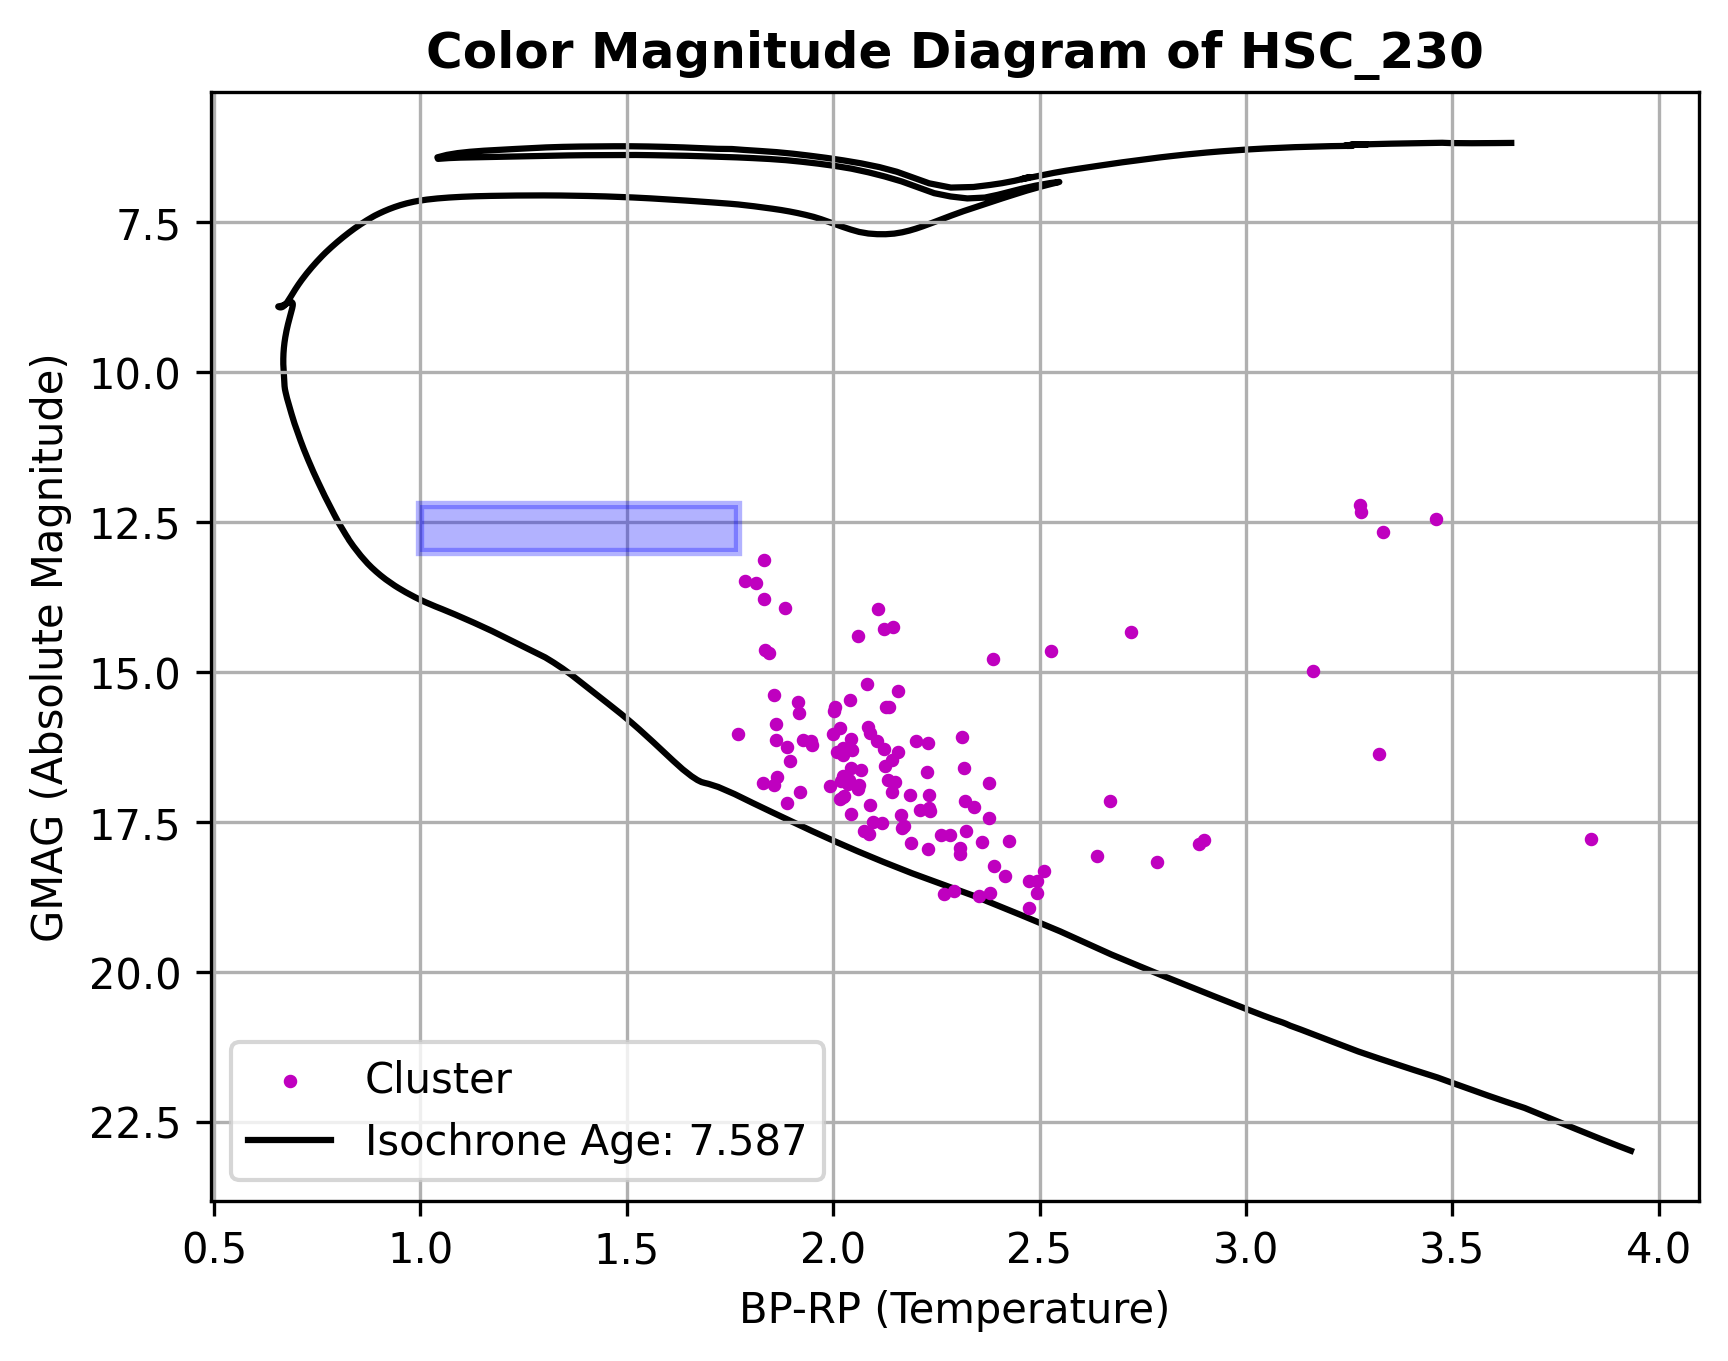 Color Magnitude Diagram of HSC_230
GMAG (Absolute Magnitude)
7.5
10.0
12.5
15.0
17.5
20.0
22.5
Cluster
Isochrone Age: 7.587
0.5 1.0 1.5 2.0 2.5 3.0 3.5 4.0
BP-RP (Temperature)